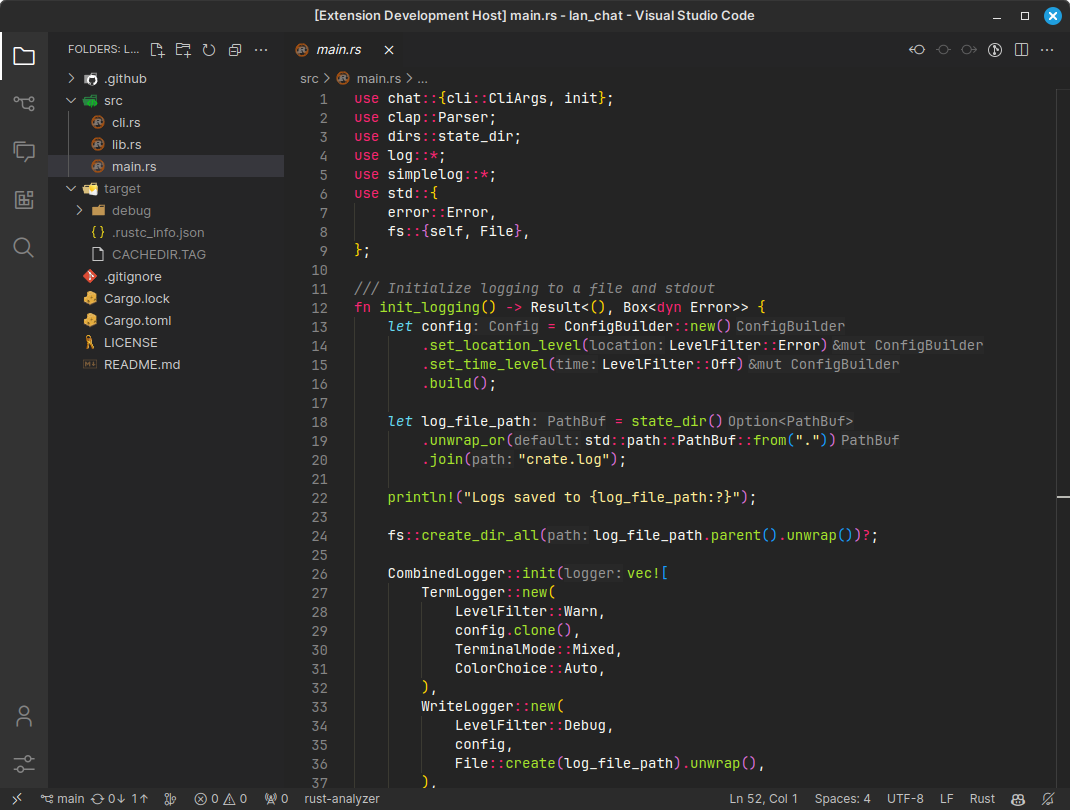 [Extension Development Host] main.rs - lan_chat - Visual Studio Code
FOLDERS: L...
main.rs
.github
src
cli.rs
lib.rs
main.rs
target
debug
.rustc_info.json
CACHEDIR.TAG
.gitignore
Cargo.lock
Cargo.toml
LICENSE
README.md
src > main.rs > ...
1 use chat::{cli::CliArgs, init};
2 use clap::Parser;
3 use dirs::state_dir;
4 use log::*;
5 use simplelog::*;
6 use std::{
7 error::Error,
8 fs::{self, File},
9 };
10
11 /// Initialize logging to a file and stdout
12 fn init_logging() -> Result<(), Box<dyn Error>> {
13 let config: Config = ConfigBuilder::new() ConfigBuilder
14 .set_location_level(location: LevelFilter::Error) &mut ConfigBuilder
15 .set_time_level(time: LevelFilter::Off) &mut ConfigBuilder
16 .build();
17
18 let log_file_path: PathBuf = state_dir() Option<PathBuf>
19 .unwrap_or(default: std::path::PathBuf::from(".")) PathBuf
20 .join(path: "crate.log");
21
22 println!("Logs saved to {log_file_path:?}");
23
24 fs::create_dir_all(path: log_file_path.parent().unwrap())?;
25
26 CombinedLogger::init(logger: vec![
27 TermLogger::new(
28 LevelFilter::Warn,
29 config.clone(),
30 TerminalMode::Mixed,
31 ColorChoice::Auto,
32 ),
33 WriteLogger::new(
34 LevelFilter::Debug,
35 config,
36 File::create(log_file_path).unwrap(),
37 ),
main 0↓ 1↑ 0 0 0 rust-analyzer Ln 52, Col 1 Spaces: 4 UTF-8 LF Rust